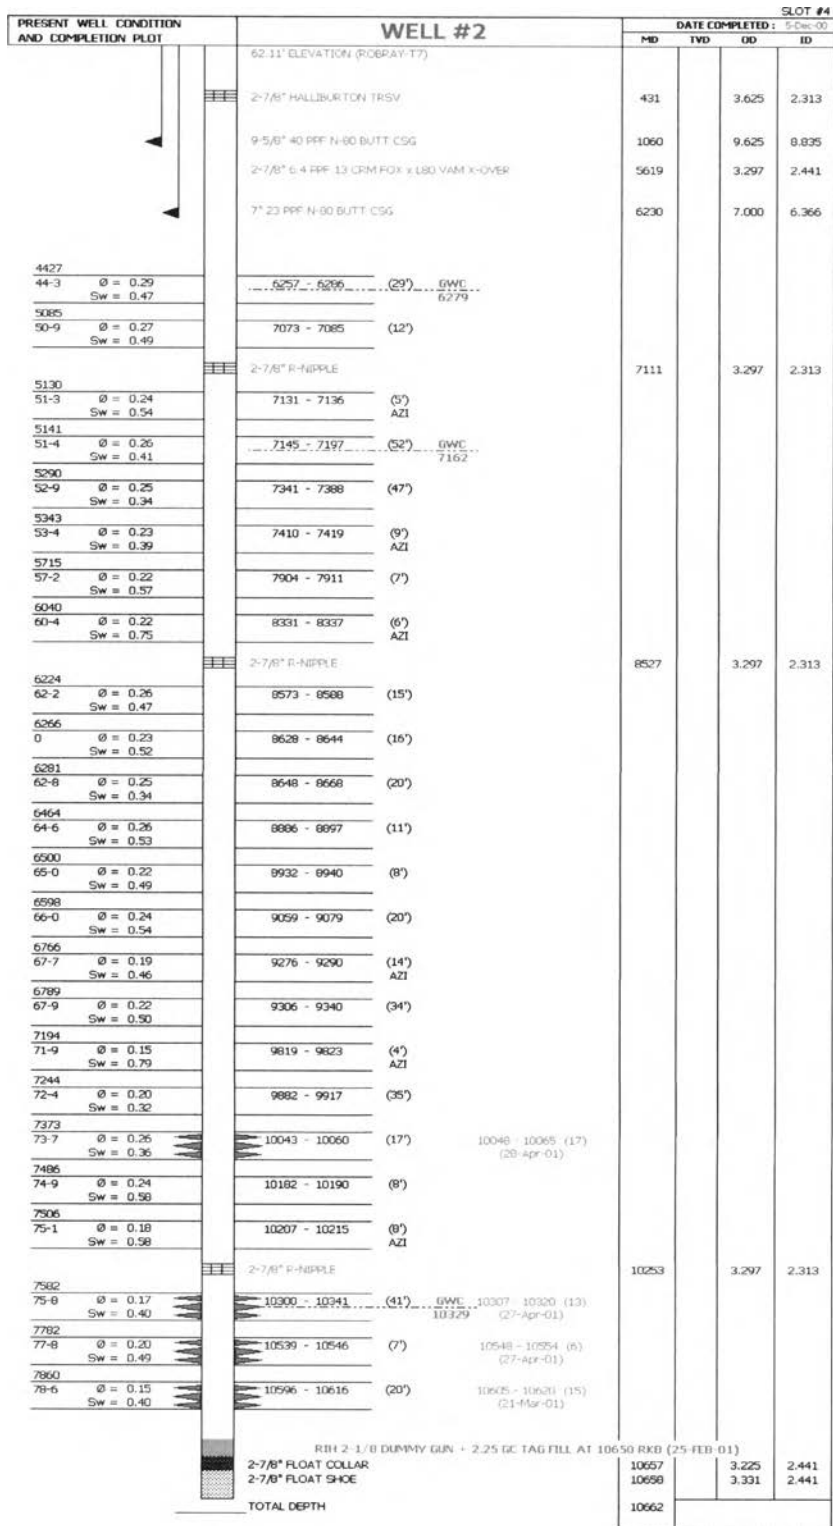 SLOT #4
PRESENT WELL CONDITION AND COMPLETION PLOT
WELL #2
DATE COMPLETED : 5-Dec-00
MD TVD OD ID
62.11' ELEVATION (ROBRAY-T7)
2-7/8" HALLIBURTON TRSV 431 3.625 2.313
9-5/8" 40 PPF N-80 BUTT CSG 1060 9.625 8.835
2-7/8" 6.4 PPF 13 CRM FOX x L80 VAM X-OVER 5619 3.297 2.441
7" 23 PPF N-80 BUTT CSG 6230 7.000 6.366
4427
44-3 Ø = 0.29 6257 - 6286 (29') GWC
Sw = 0.47 6279
5085
50-9 Ø = 0.27 7073 - 7085 (12')
Sw = 0.49
2-7/8" R-NIPPLE 7111 3.297 2.313
5130
51-3 Ø = 0.24 7131 - 7136 (5')
Sw = 0.54 AZI
5141
51-4 Ø = 0.26 7145 - 7197 (52') GWC
Sw = 0.41 7162
5290
52-9 Ø = 0.25 7341 - 7388 (47')
Sw = 0.34
5343
53-4 Ø = 0.23 7410 - 7419 (9')
Sw = 0.39 AZI
5715
57-2 Ø = 0.22 7904 - 7911 (7')
Sw = 0.57
6040
60-4 Ø = 0.22 8331 - 8337 (6')
Sw = 0.75 AZI
2-7/8" R-NIPPLE 8527 3.297 2.313
6224
62-2 Ø = 0.26 8573 - 8588 (15')
Sw = 0.47
6266
0 Ø = 0.23 8628 - 8644 (16')
Sw = 0.52
6281
62-8 Ø = 0.25 8648 - 8668 (20')
Sw = 0.34
6464
64-6 Ø = 0.26 8886 - 8897 (11')
Sw = 0.53
6500
65-0 Ø = 0.22 8932 - 8940 (8')
Sw = 0.49
6598
66-0 Ø = 0.24 9059 - 9079 (20')
Sw = 0.54
6766
67-7 Ø = 0.19 9276 - 9290 (14')
Sw = 0.46 AZI
6789
67-9 Ø = 0.22 9306 - 9340 (34')
Sw = 0.50
7194
71-9 Ø = 0.15 9819 - 9823 (4')
Sw = 0.79 AZI
7244
72-4 Ø = 0.20 9882 - 9917 (35')
Sw = 0.32
7373
73-7 Ø = 0.26 10043 - 10060 (17') 10048 - 10065 (17)
Sw = 0.36 (28-Apr-01)
7486
74-9 Ø = 0.24 10182 - 10190 (8')
Sw = 0.58
7506
75-1 Ø = 0.18 10207 - 10215 (8')
Sw = 0.58 AZI
2-7/8" R-NIPPLE 10253 3.297 2.313
7582
75-8 Ø = 0.17 10300 - 10341 (41') GWC 10307 - 10320 (13)
Sw = 0.40 10329 (27-Apr-01)
7782
77-8 Ø = 0.20 10539 - 10546 (7') 10548 - 10554 (6)
Sw = 0.49 (27-Apr-01)
7860
78-6 Ø = 0.15 10596 - 10616 (20') 10605 - 10620 (15)
Sw = 0.40 (21-Mar-01)
RIH 2-1/8 DUMMY GUN + 2.25 GC TAG FILL AT 10650 RKB (25-FEB-01)
2-7/8" FLOAT COLLAR 10657 3.225 2.441
2-7/8" FLOAT SHOE 10658 3.331 2.441
TOTAL DEPTH 10662